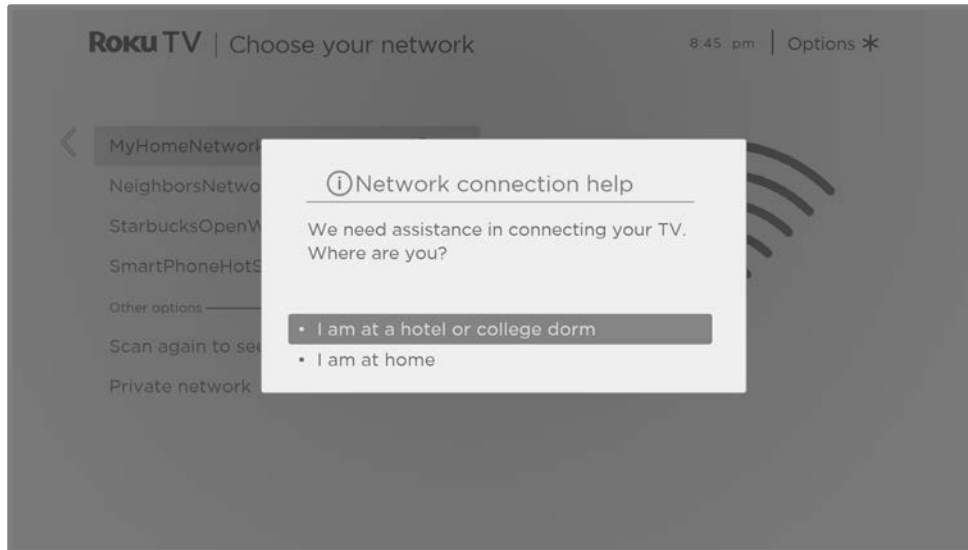 Roku TV | Choose your network
8:45 pm | Options *
MyHomeNetwork
NeighborsNetwo
StarbucksOpenW
SmartPhoneHotS
Other options
Scan again to see
Private network
ⓘNetwork connection help
We need assistance in connecting your TV.
Where are you?
• I am at a hotel or college dorm
• I am at home